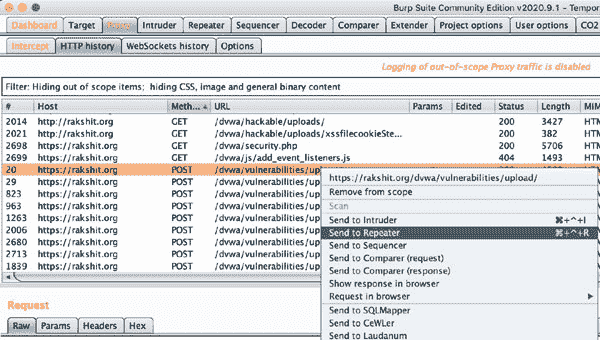 Burp Suite Community Edition v2020.9.1 - Tempor
Dashboard Target Proxy Intruder Repeater Sequencer Decoder Comparer Extender Project options User options CO2
Intercept HTTP history WebSockets history Options
Logging of out-of-scope Proxy traffic is disabled
Filter: Hiding out of scope items; hiding CSS, image and general binary content
# Host Meth... URL Params Edited Status Length MIM
2014 http://rakshit.org GET /dvwa/hackable/uploads/ 200 3427 HTM
2021 http://rakshit.org GET /dvwa/hackable/uploads/xssfilecookieSte... 200 382 HTM
2698 https://rakshit.org GET /dvwa/security.php 200 5706 HTM
2699 https://rakshit.org GET /dvwa/js/add_event_listeners.js 404 1493 HTM
20 https://rakshit.org POST /dvwa/vulnerabilities/up
https://rakshit.org/dvwa/vulnerabilities/upload/
29 https://rakshit.org POST /dvwa/vulnerabilities/up
Remove from scope
823 https://rakshit.org POST /dvwa/vulnerabilities/up
Scan
963 https://rakshit.org POST /dvwa/vulnerabilities/up
Send to Intruder ⌘+^+I
1263 https://rakshit.org POST /dvwa/vulnerabilities/up
Send to Repeater ⌘+^+R
2006 https://rakshit.org POST /dvwa/vulnerabilities/up
Send to Sequencer
2680 https://rakshit.org POST /dvwa/vulnerabilities/up
Send to Comparer (request)
2713 https://rakshit.org POST /dvwa/vulnerabilities/up
Send to Comparer (response)
1839 https://rakshit.org POST /dvwa/vulnerabilities/up
Show response in browser
Request in browser
Request
Send to SQLMapper
Raw Params Headers Hex
Send to CeWLer
Send to Laudanum